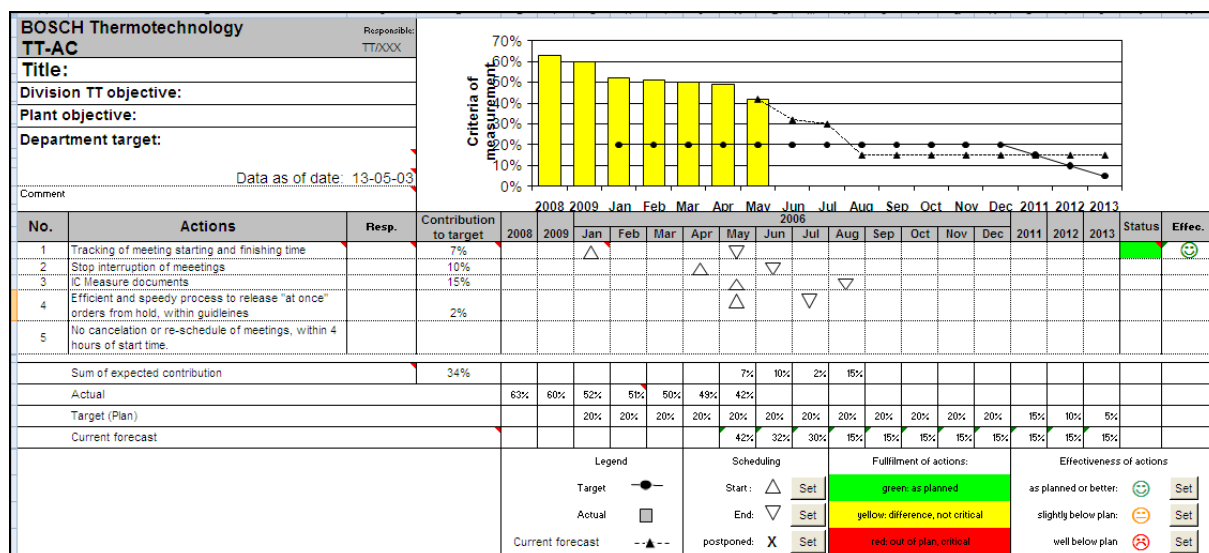 BOSCH Thermotechnology
Responsible:
TT-AC
TT/XXX
Title:
Division TT objective:
Plant objective:
Department target:
Data as of date: 13-05-03
Comment
Criteria of
measurement
70%
60%
50%
40%
30%
20%
10%
0%
2008 2009 Jan Feb Mar Apr May Jun Jul Aug Sep Oct Nov Dec 2011 2012 2013
No. Actions Resp. Contribution to target 2008 2009 2006 2011 2012 2013 Status Effec.
Jan Feb Mar Apr May Jun Jul Aug Sep Oct Nov Dec
1 Tracking of meeting starting and finishing time 7%
2 Stop interruption of meeetings 10%
3 IC Measure documents 15%
4 Efficient and speedy process to release "at once"
orders from hold, within guidleines 2%
5 No cancelation or re-schedule of meetings, within 4
hours of start time.
Sum of expected contribution 34% 7% 10% 2% 15%
Actual 63% 60% 52% 51% 50% 49% 42%
Target (Plan) 20% 20% 20% 20% 20% 20% 20% 20% 20% 20% 20% 20% 15% 10% 5%
Current forecast 42% 32% 30% 15% 15% 15% 15% 15% 15% 15% 15%
Legend Scheduling Fullfilment of actions: Effectiveness of actions
Target Start: Set green: as planned as planned or better: Set
Actual End: Set yellow: difference, not critical slightly below plan: Set
Current forecast postponed: X Set red: out of plan, critical well below plan Set